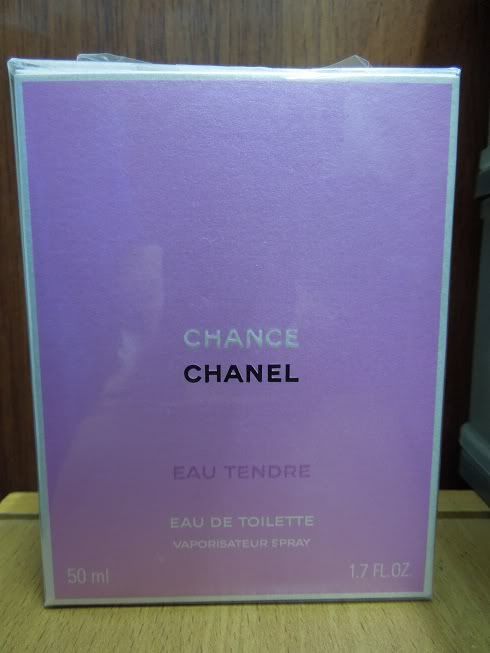 CHANCE
CHANEL
EAU TENDRE
EAU DE TOILETTE
VAPORISATEUR SPRAY
50 ml 1.7 FL.OZ.